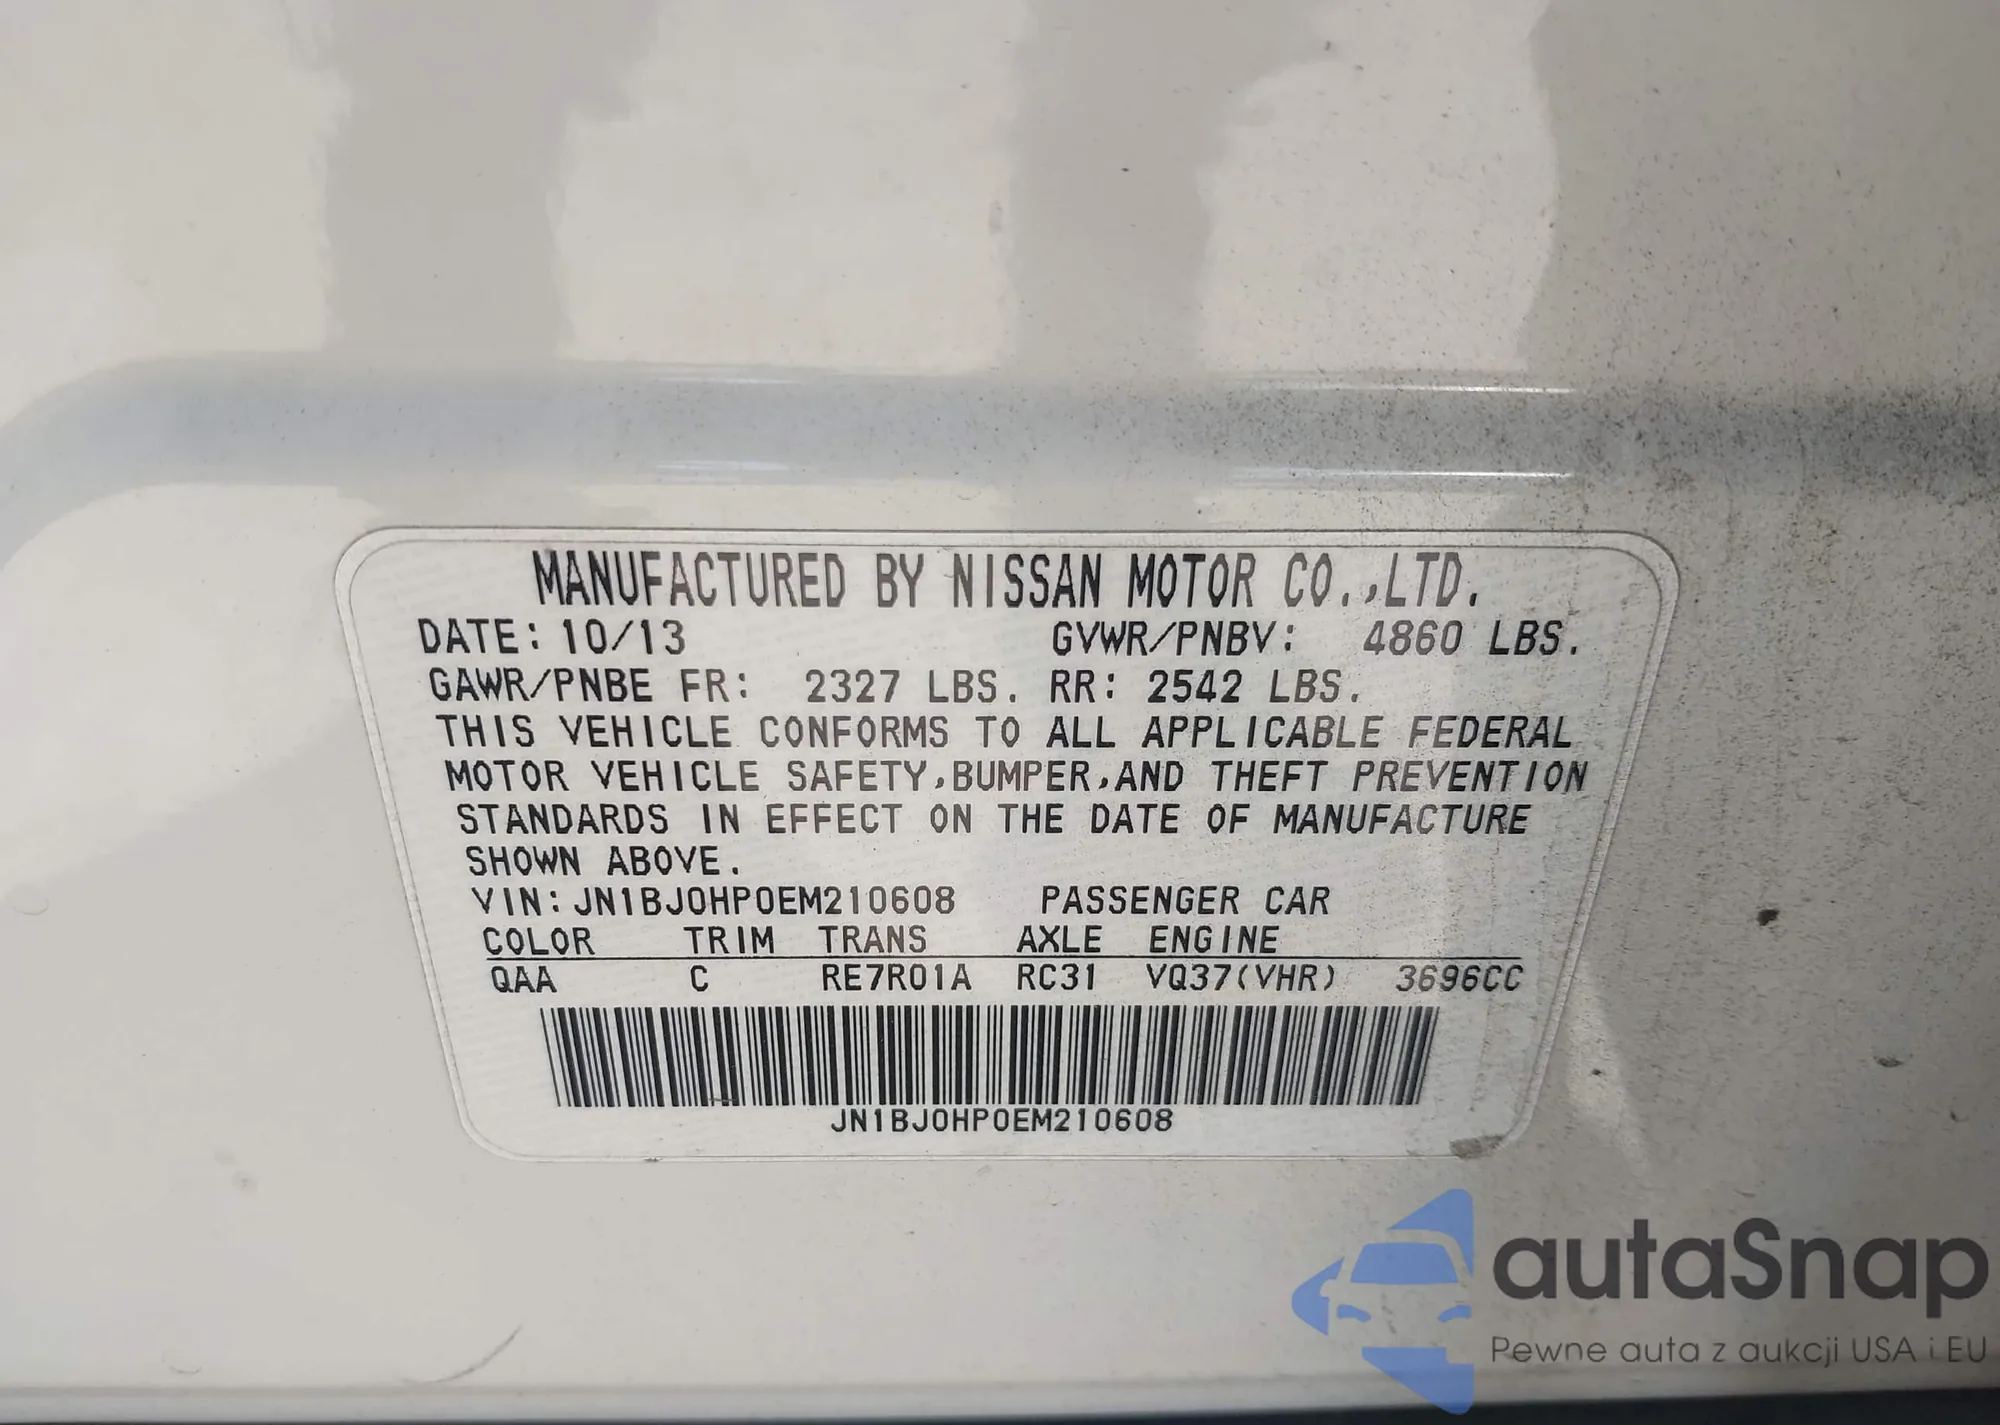 MANUFACTURED BY NISSAN MOTOR CO.,LTD.
DATE: 10/13 GVWR/PNBV: 4860 LBS.
GAWR/PNBE FR: 2327 LBS. RR: 2542 LBS.
THIS VEHICLE CONFORMS TO ALL APPLICABLE FEDERAL
MOTOR VEHICLE SAFETY,BUMPER,AND THEFT PREVENTION
STANDARDS IN EFFECT ON THE DATE OF MANUFACTURE
SHOWN ABOVE.
VIN:JN1BJ0HP0EM210608 PASSENGER CAR
COLOR TRIM TRANS AXLE ENGINE
QAA C RE7R01A RC31 VQ37(VHR) 3696CC
JN1BJ0HP0EM210608
autaSnap
Pewne auta z aukcji USA i EU